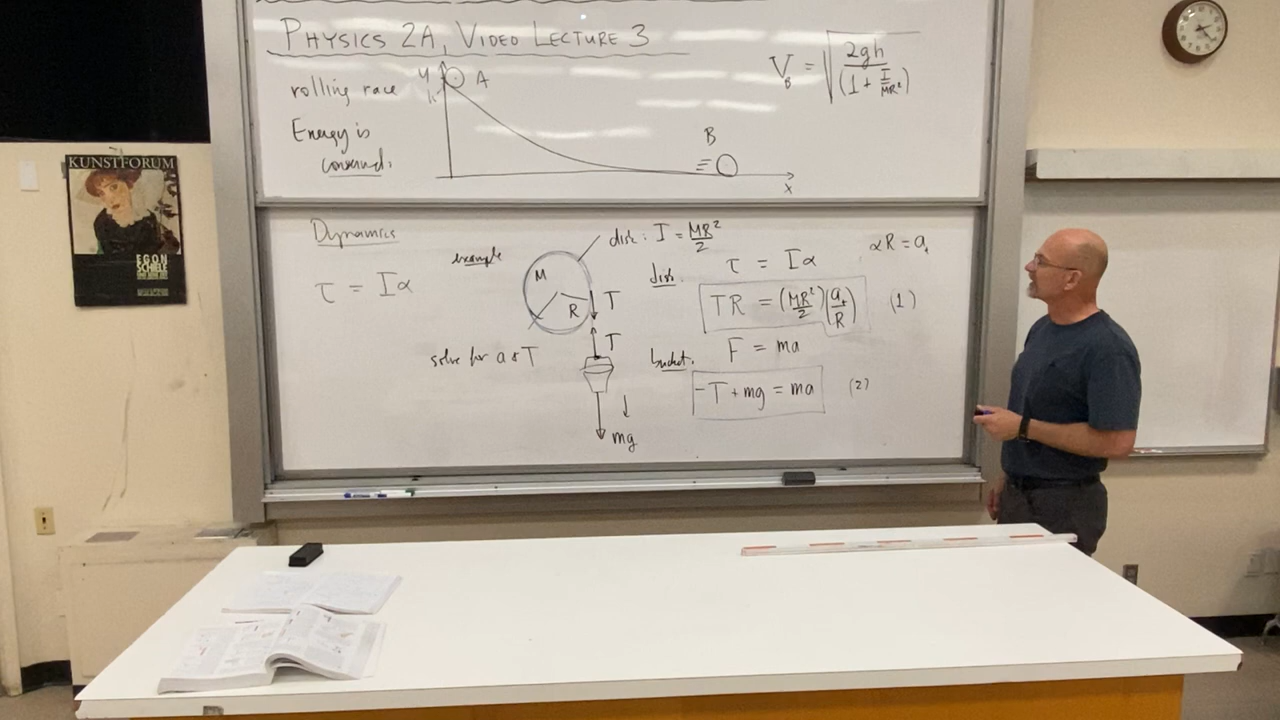 PHYSICS 2A, VIDEO LECTURE 3
rolling race
Energy is
conserved.
y
h
A
B
x
V_B = √(2gh / (1 + I/MR²))
Dynamics
τ = Iα
example
M
R
T
T
mg
solve for a & T
disk: I = MR²/2
disk:
τ = Iα
αR = a_t
TR = (MR²/2)(a_t/R) (1)
bucket:
F = ma
-T + mg = ma (2)
KUNSTFORUM
EGON
SCHIELE